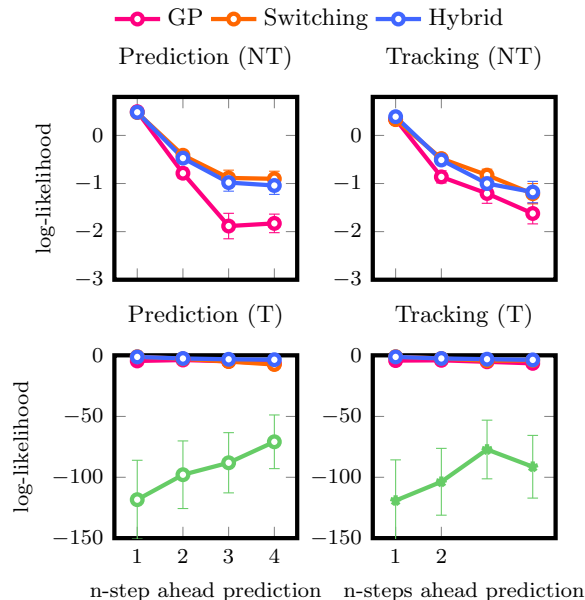 GP Switching Hybrid
Prediction (NT) Tracking (NT)
log-likelihood
0
−1
−2
−3
0
−1
−2
−3
Prediction (T) Tracking (T)
log-likelihood
0
−50
−100
−150
1 2 3 4
n-step ahead prediction
0
−50
−100
−150
1 2
n-steps ahead prediction